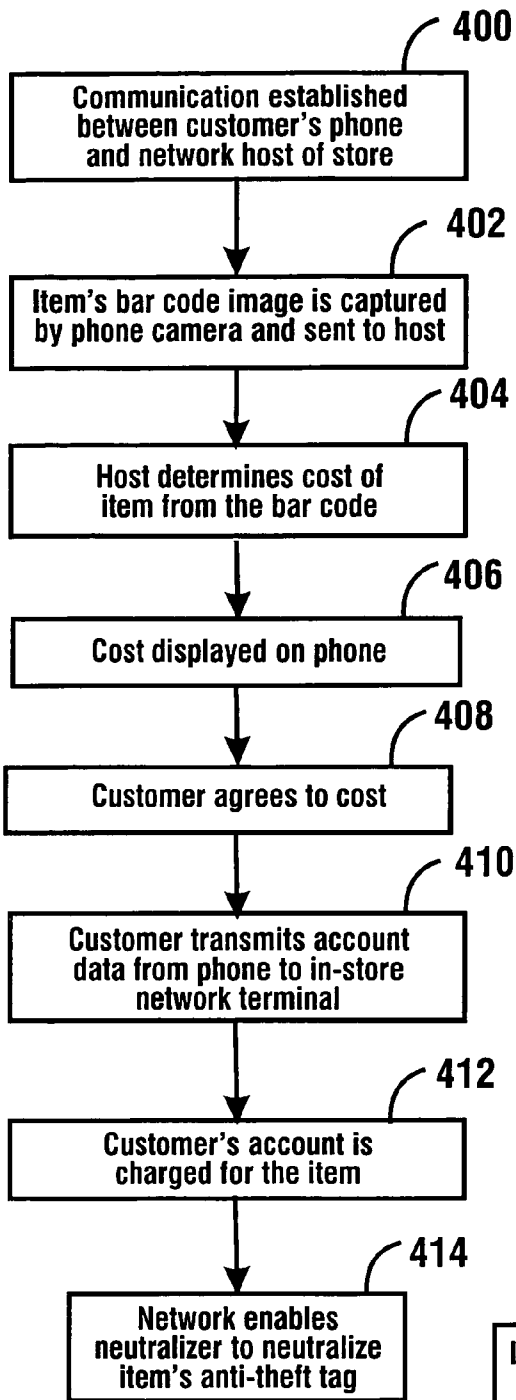 400
Communication established
between customer's phone
and network host of store
402
Item's bar code image is captured
by phone camera and sent to host
404
Host determines cost of
item from the bar code
406
Cost displayed on phone
408
Customer agrees to cost
410
Customer transmits account
data from phone to in-store
network terminal
412
Customer's account is
charged for the item
414
Network enables
neutralizer to neutralize
item's anti-theft tag